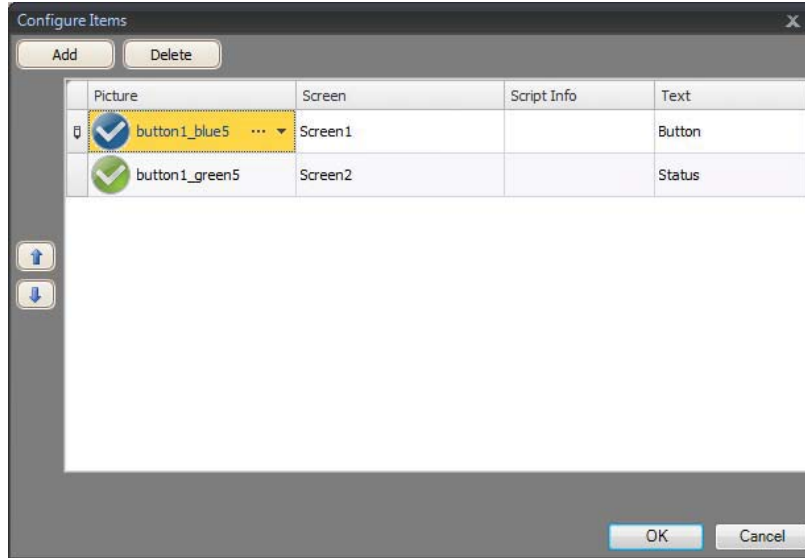 Configure Items
Add Delete
Picture Screen Script Info Text
button1_blue5 ... Screen1 Button
button1_green5 Screen2 Status
OK Cancel